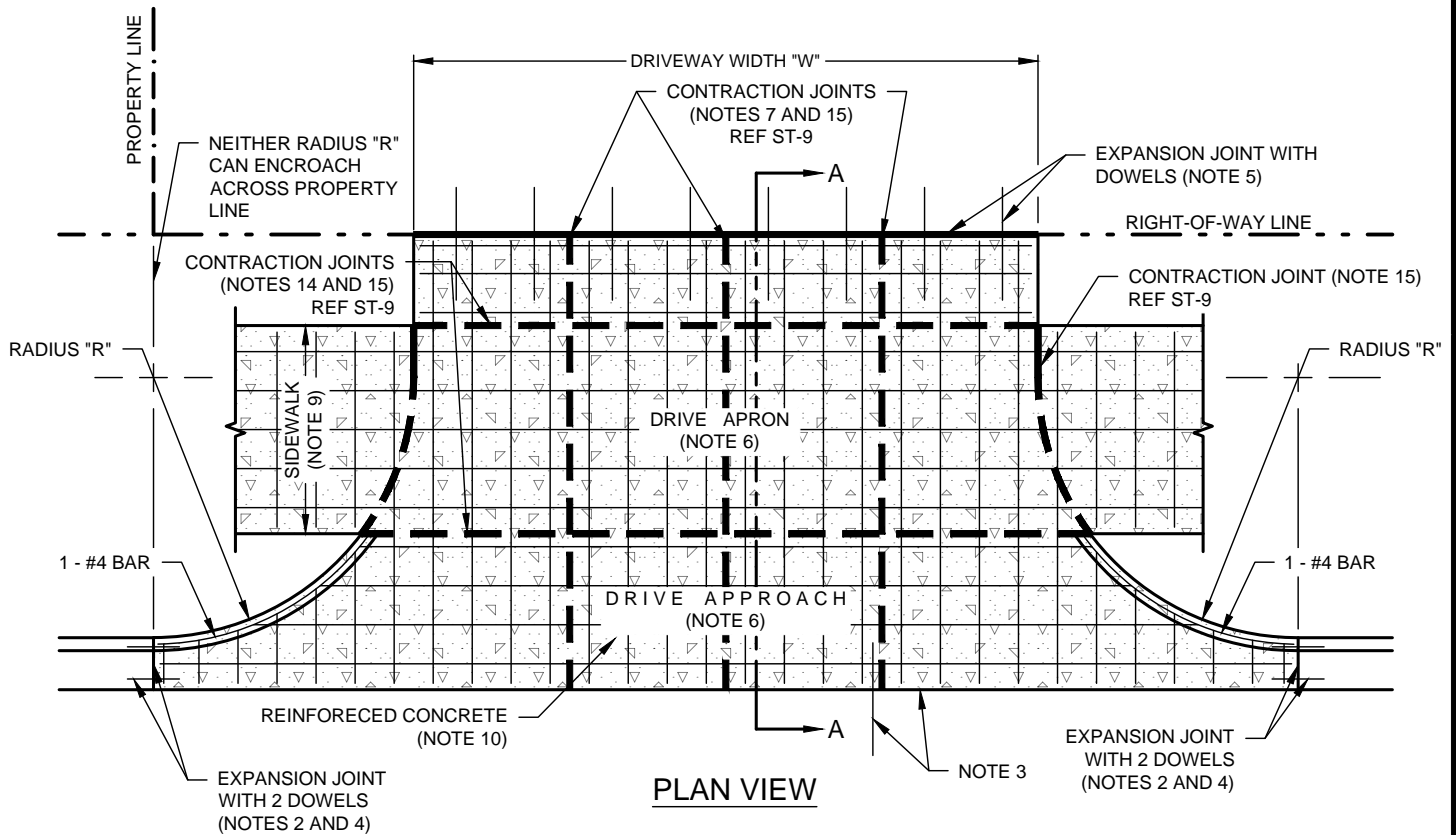 PROPERTY LINE
DRIVEWAY WIDTH "W"
CONTRACTION JOINTS
(NOTES 7 AND 15)
REF ST-9
NEITHER RADIUS "R"
CAN ENCROACH
ACROSS PROPERTY
LINE
A
EXPANSION JOINT WITH
DOWELS (NOTE 5)
RIGHT-OF-WAY LINE
CONTRACTION JOINTS
(NOTES 14 AND 15)
REF ST-9
CONTRACTION JOINT (NOTE 15)
REF ST-9
RADIUS "R"
RADIUS "R"
SIDEWALK
(NOTE 9)
DRIVE APRON
(NOTE 6)
1 - #4 BAR
1 - #4 BAR
DRIVE APPROACH
(NOTE 6)
REINFORECED CONCRETE
(NOTE 10)
A
EXPANSION JOINT
WITH 2 DOWELS
(NOTES 2 AND 4)
NOTE 3
EXPANSION JOINT
WITH 2 DOWELS
(NOTES 2 AND 4)
PLAN VIEW